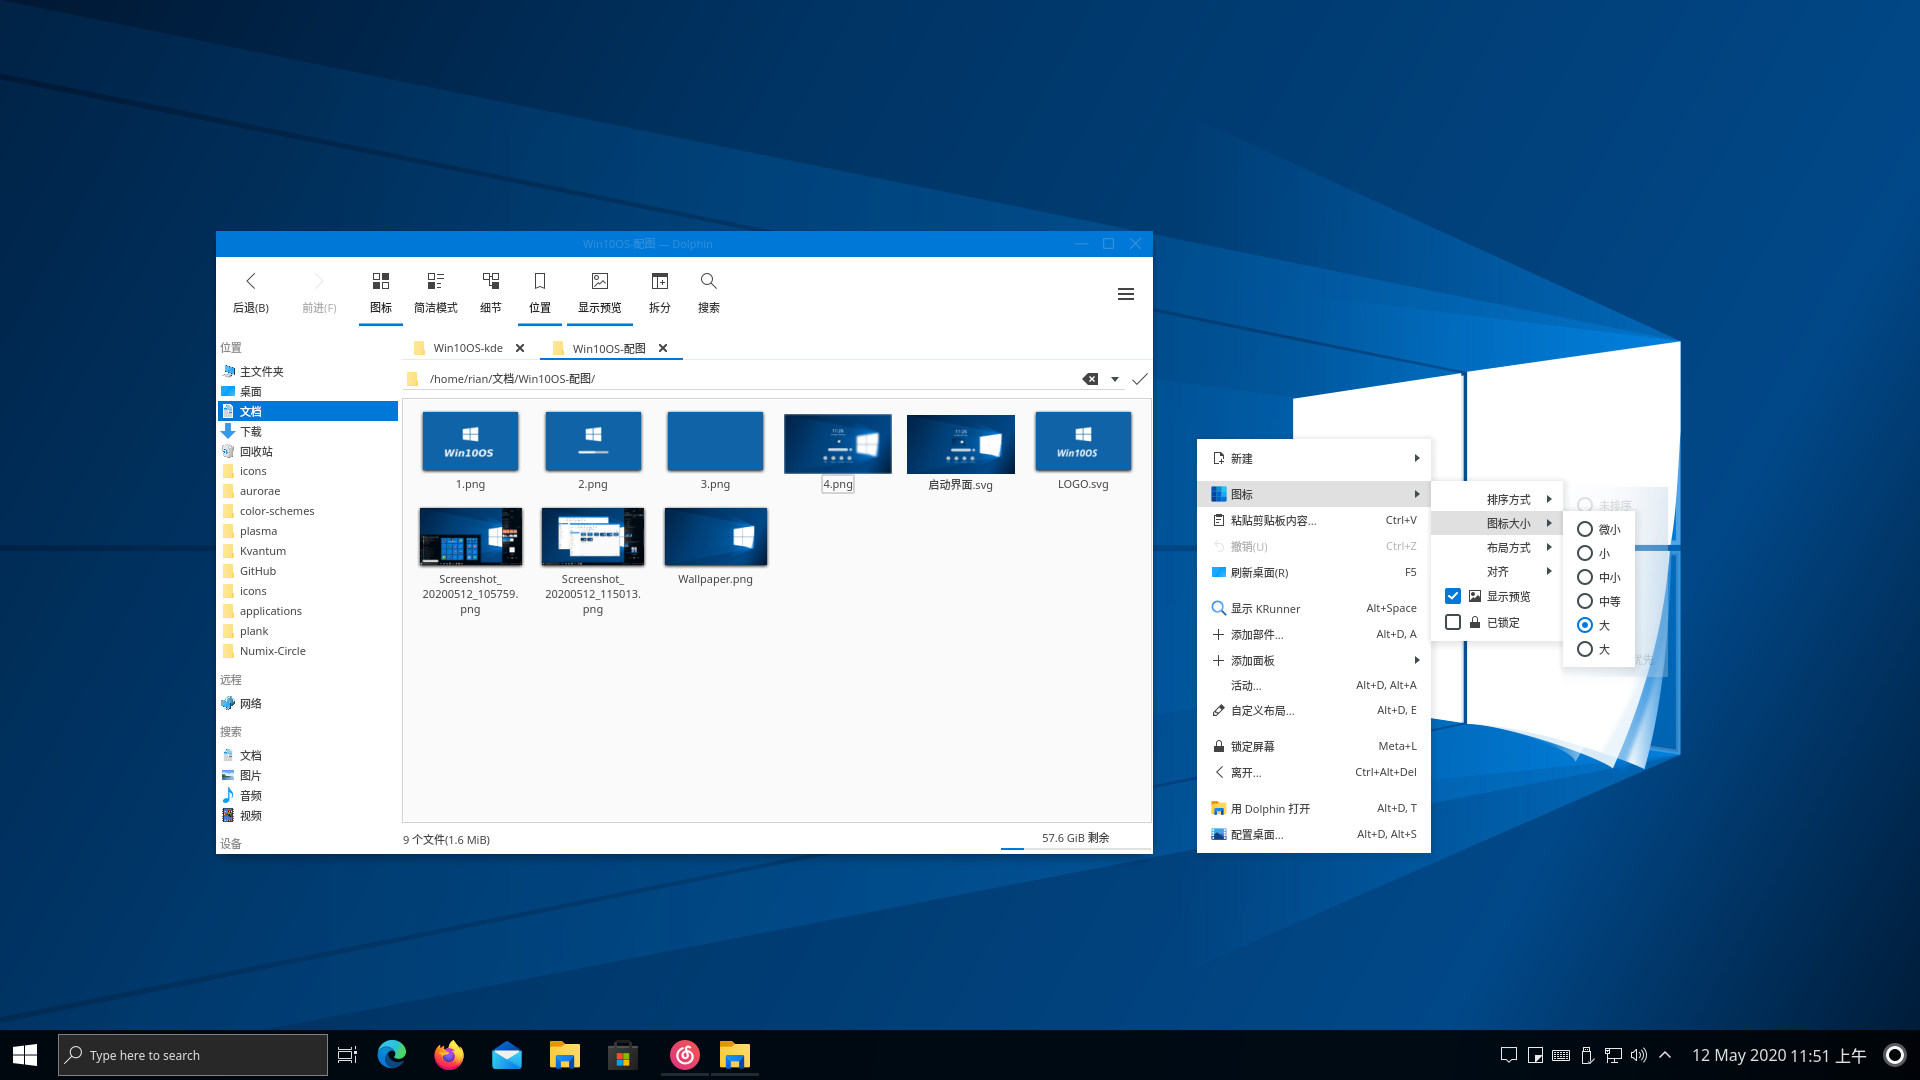 Win10OS-配图 — Dolphin
后退(B)
前进(F)
图标
简洁模式
细节
位置
显示预览
拆分
搜索
位置
主文件夹
桌面
文档
下载
回收站
icons
aurorae
color-schemes
plasma
Kvantum
GitHub
icons
applications
plank
Numix-Circle
远程
网络
搜索
文档
图片
音频
视频
设备
Win10OS-kde
Win10OS-配图
/home/rian/文档/Win10OS-配图/
Win10OS
1.png
2.png
3.png
11:25
4.png
11:25
启动界面.svg
Win10OS
LOGO.svg
Screenshot_
20200512_105759.
png
Screenshot_
20200512_115013.
png
Wallpaper.png
9 个文件(1.6 MiB)
57.6 GiB 剩余
新建
图标
粘贴剪贴板内容... Ctrl+V
撤销(U) Ctrl+Z
刷新桌面(R) F5
显示 KRunner Alt+Space
添加部件... Alt+D, A
添加面板
活动... Alt+D, Alt+A
自定义布局... Alt+D, E
锁定屏幕 Meta+L
离开... Ctrl+Alt+Del
用 Dolphin 打开 Alt+D, T
配置桌面... Alt+D, Alt+S
排序方式
图标大小
布局方式
对齐
显示预览
已锁定
未排序
微小
小
中小
中等
大
大
优先
Type here to search
12 May 2020 11:51 上午